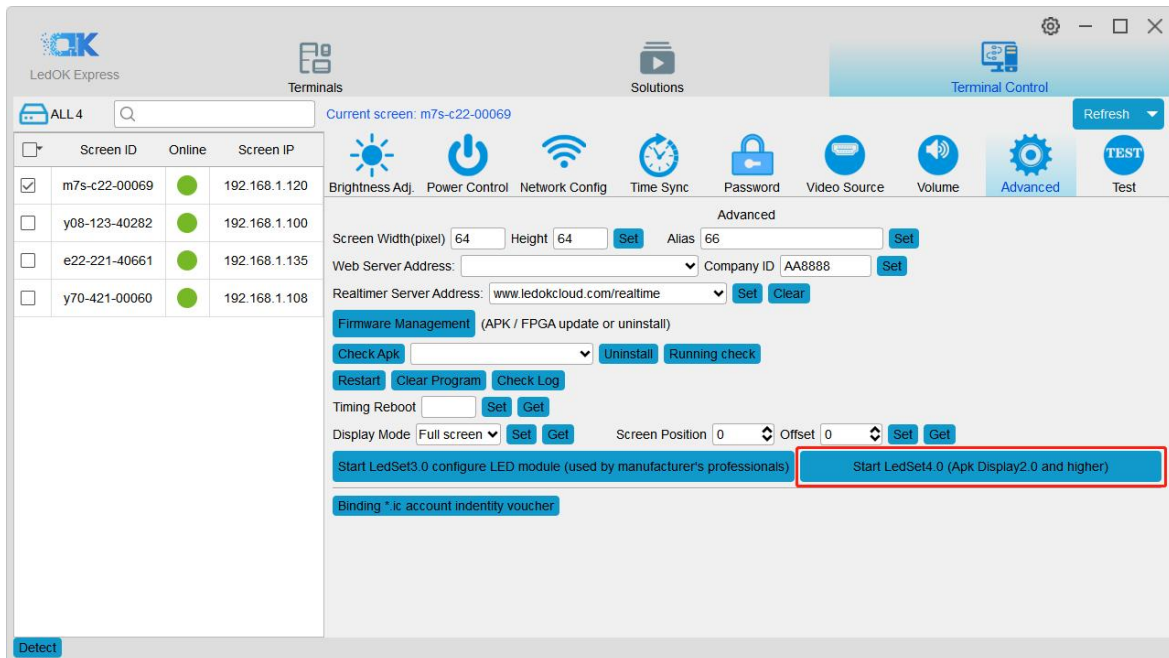 LedOK Express
Terminals
Solutions
Terminal Control
ALL 4
Current screen: m7s-c22-00069
Refresh
Screen ID Online Screen IP
m7s-c22-00069 192.168.1.120
y08-123-40282 192.168.1.100
e22-221-40661 192.168.1.135
y70-421-00060 192.168.1.108
Brightness Adj. Power Control Network Config Time Sync Password Video Source Volume Advanced TEST Test
Advanced
Screen Width(pixel) 64 Height 64 Set Alias 66 Set
Web Server Address: Company ID AA8888 Set
Realtimer Server Address: www.ledokcloud.com/realtime Set Clear
Firmware Management (APK / FPGA update or uninstall)
Check Apk Uninstall Running check
Restart Clear Program Check Log
Timing Reboot Set Get
Display Mode Full screen Set Get Screen Position 0 Offset 0 Set Get
Start LedSet3.0 configure LED module (used by manufacturer's professionals) Start LedSet4.0 (Apk Display2.0 and higher)
Binding *.ic account indentity voucher
Detect